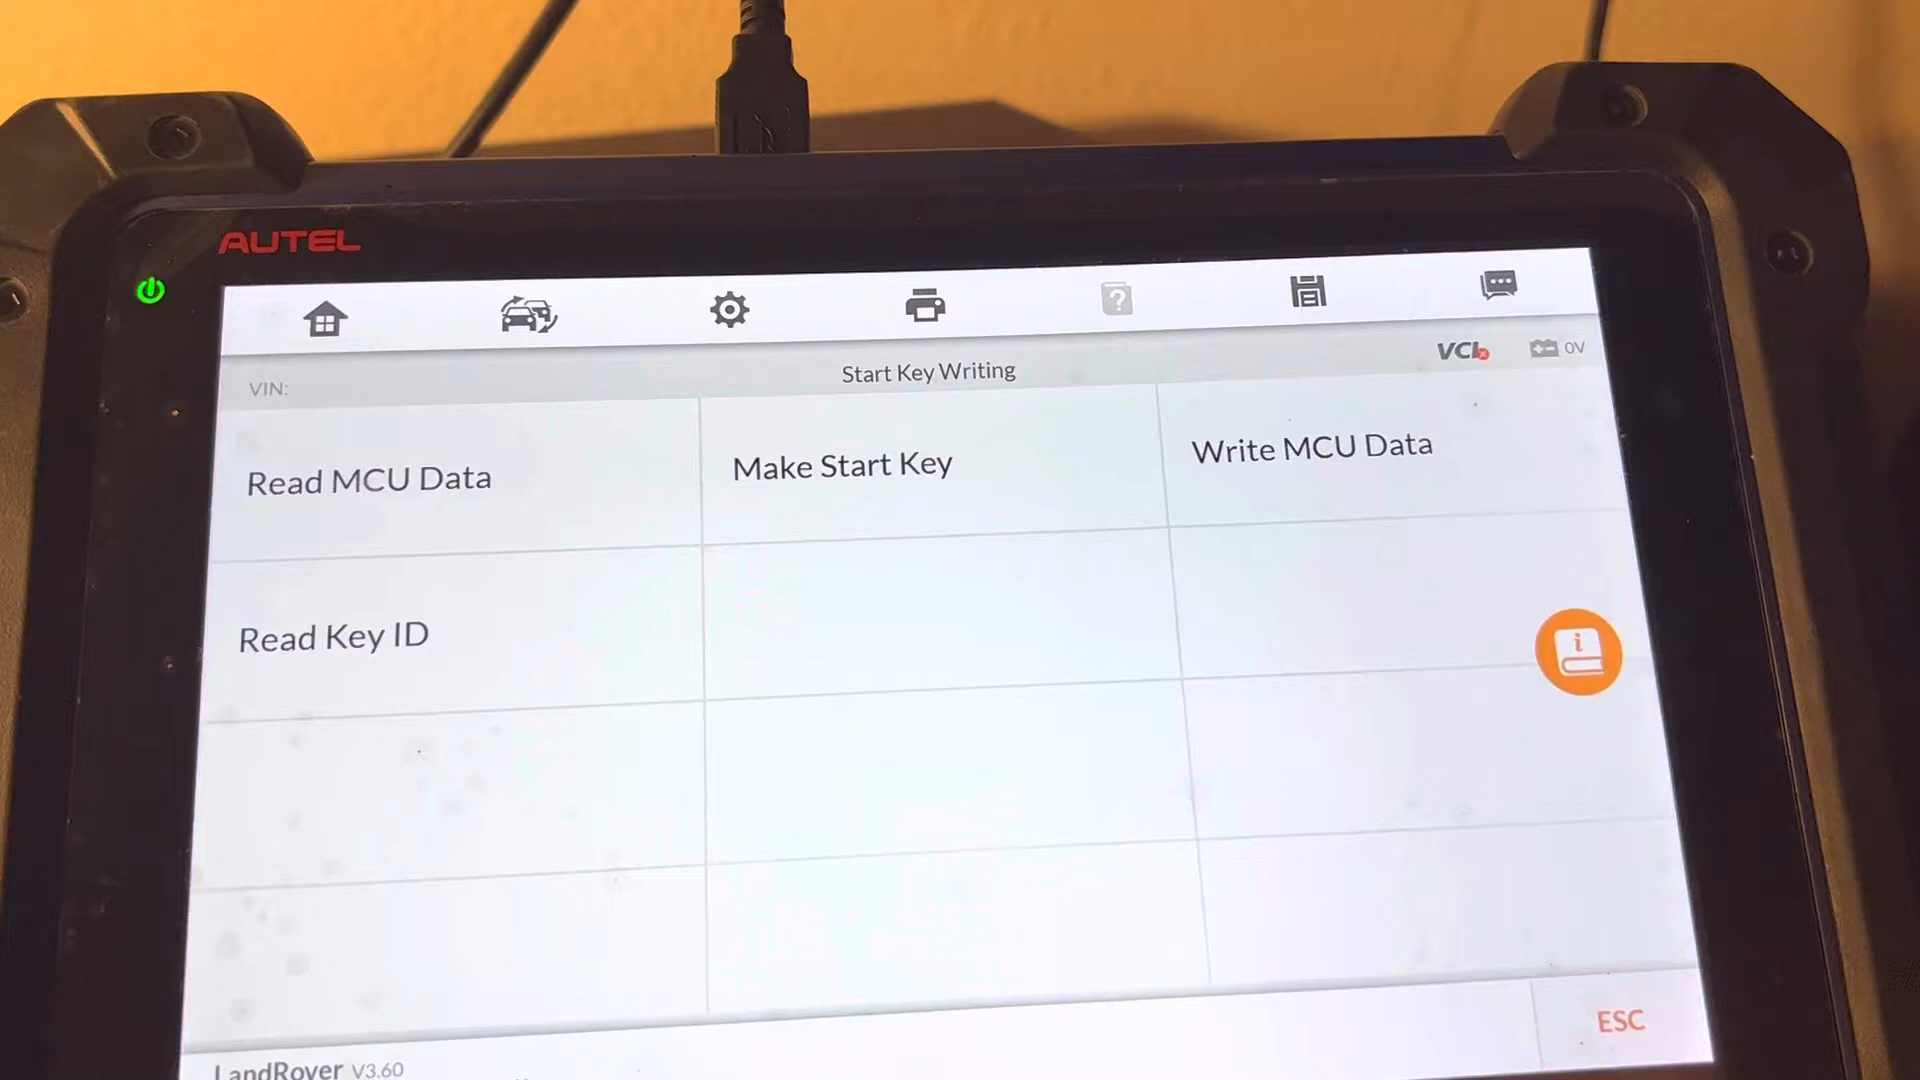 AUTEL
VCI
0V
VIN:
Start Key Writing
Read MCU Data
Make Start Key
Write MCU Data
Read Key ID
ESC
LandRover V3.60